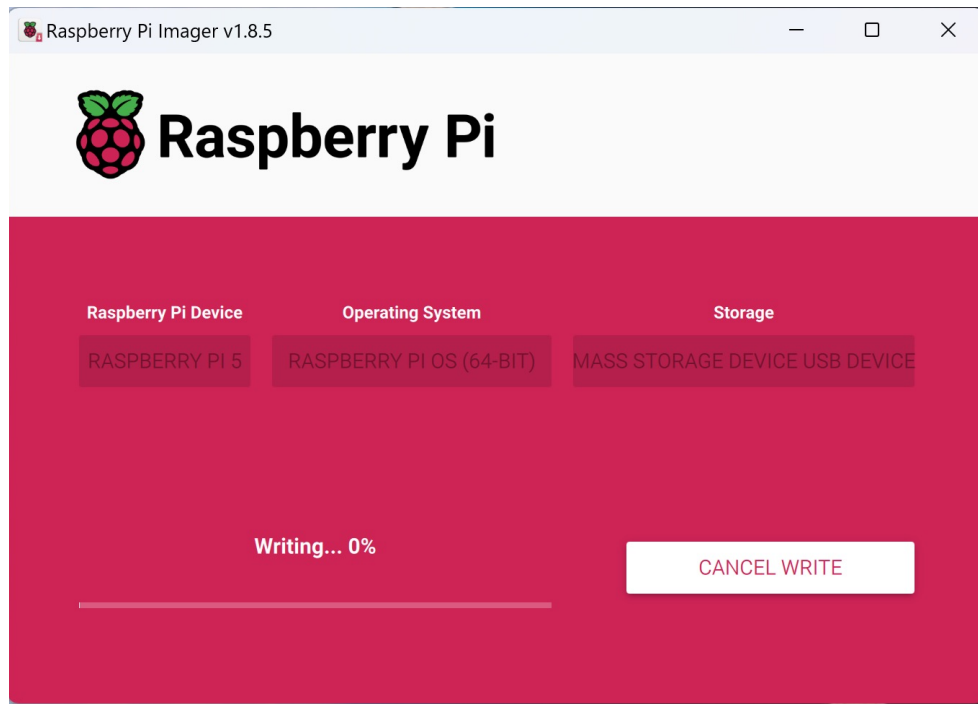 Raspberry Pi Imager v1.8.5
Raspberry Pi
Raspberry Pi Device
Operating System
Storage
RASPBERRY PI 5
RASPBERRY PI OS (64-BIT)
MASS STORAGE DEVICE USB DEVICE
Writing... 0%
CANCEL WRITE